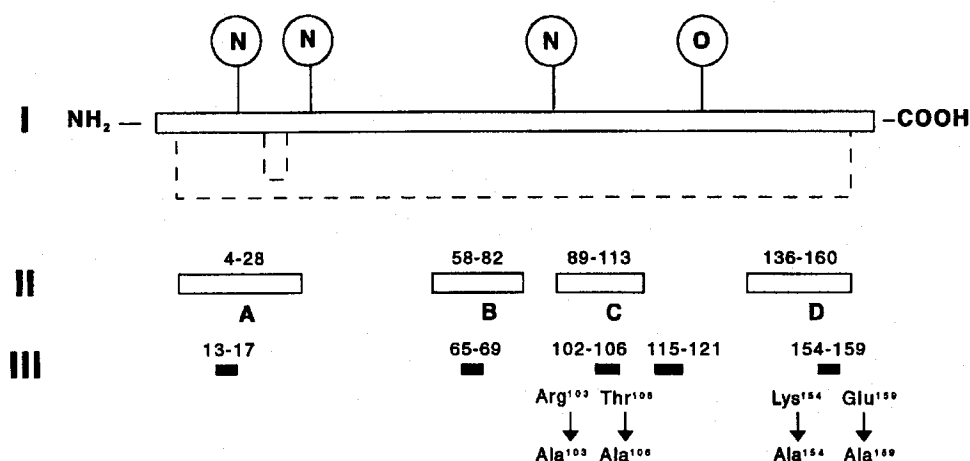 N N N O
I NH₂ — –COOH
II 4-28 58-82 89-113 136-160
A B C D
III 13-17 65-69 102-106 115-121 154-159
Arg¹⁰³ Thr¹⁰⁶ Lys¹⁵⁴ Glu¹⁵⁹
Ala¹⁰³ Ala¹⁰⁶ Ala¹⁵⁴ Ala¹⁵⁹